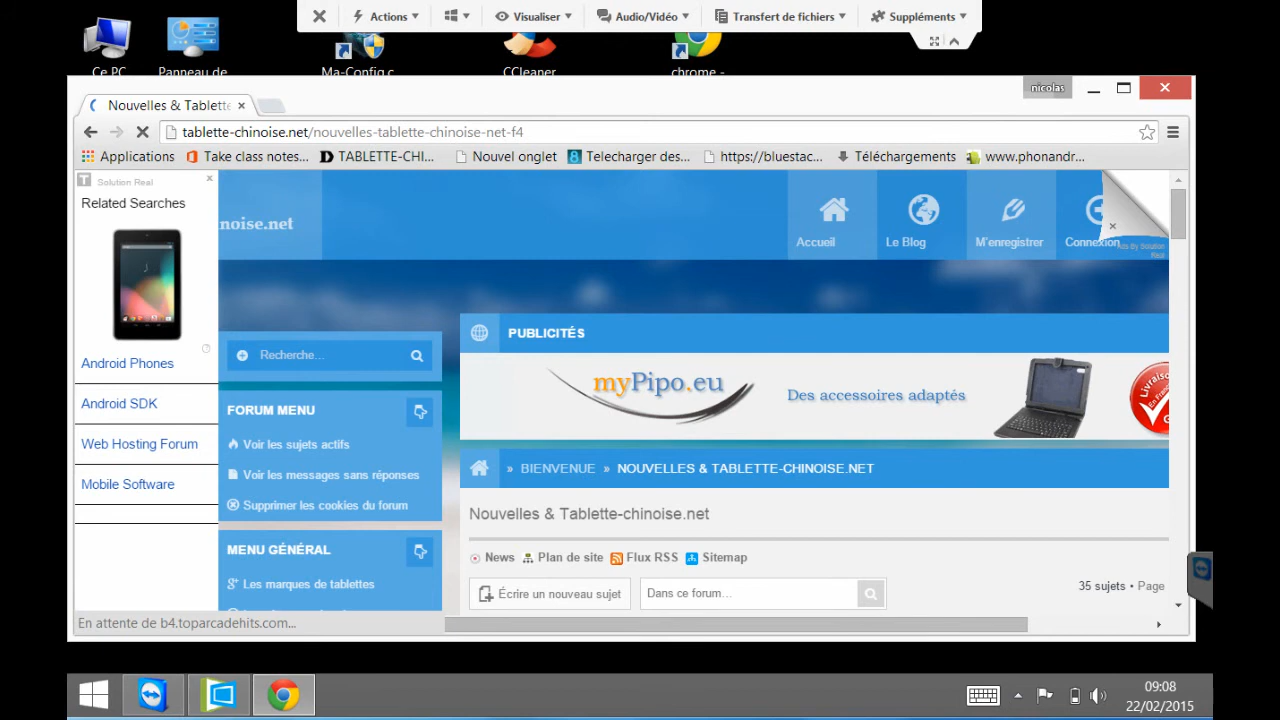 Actions
Visualiser
Audio/Vidéo
Transfert de fichiers
Suppléments
Ce PC
Panneau de
Ma-Config.c
CCleaner
chrome -
nicolas
Nouvelles & Tablette
tablette-chinoise.net/nouvelles-tablette-chinoise-net-f4
Applications
Take class notes...
TABLETTE-CHI...
Nouvel onglet
Telecharger des...
https://bluestac...
Téléchargements
www.phonandr...
Solution Real
Related Searches
Android Phones
Android SDK
Web Hosting Forum
Mobile Software
noise.net
Accueil
Le Blog
M'enregistrer
Connexion
Ads By Solution
Real
Recherche...
FORUM MENU
Voir les sujets actifs
Voir les messages sans réponses
Supprimer les cookies du forum
MENU GÉNÉRAL
Les marques de tablettes
PUBLICITÉS
myPipo.eu
Des accessoires adaptés
Livraiso
» BIENVENUE » NOUVELLES & TABLETTE-CHINOISE.NET
Nouvelles & Tablette-chinoise.net
News
Plan de site
Flux RSS
Sitemap
Écrire un nouveau sujet
Dans ce forum...
35 sujets • Page
En attente de b4.toparcadehits.com...
09:08
22/02/2015